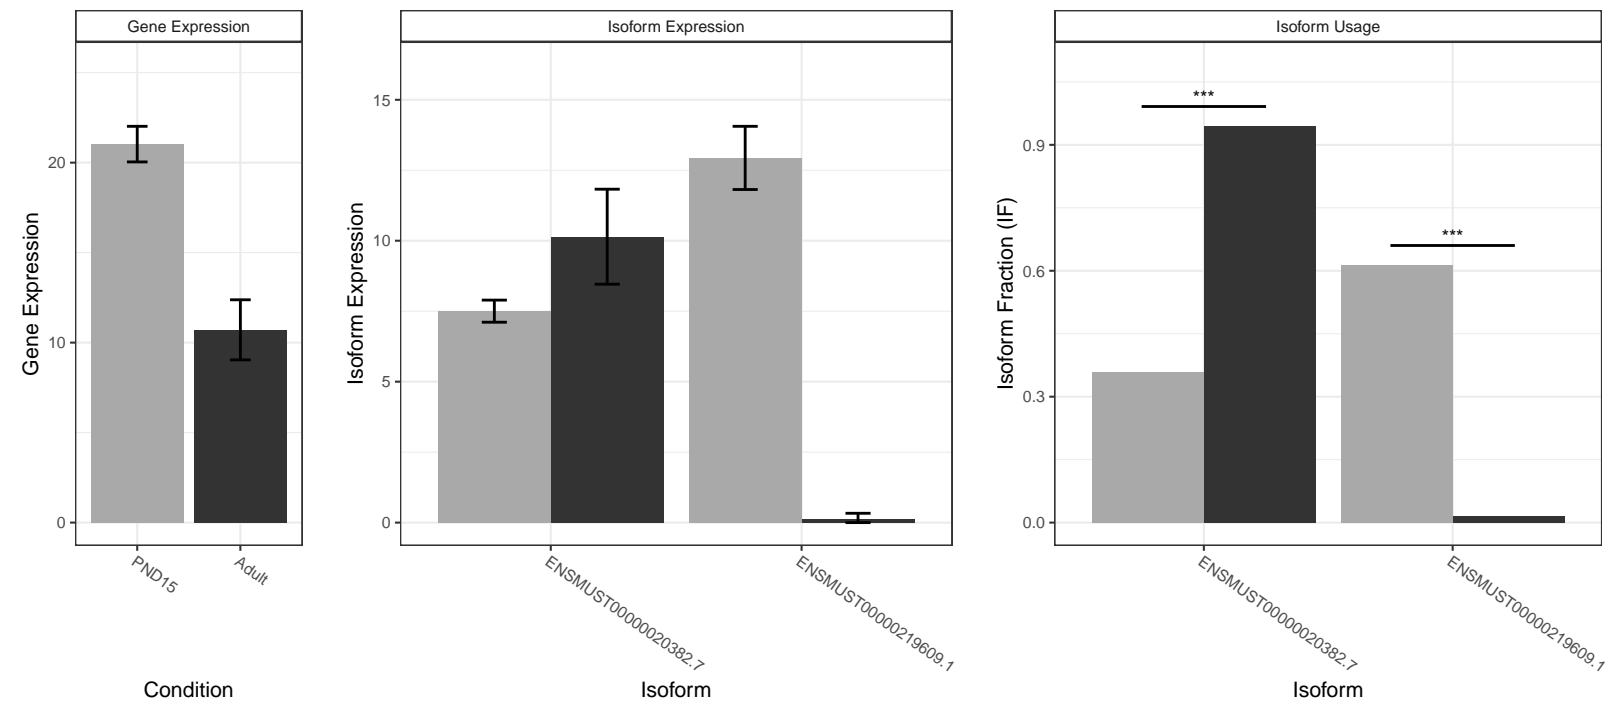 Gene Expression
Gene Expression
20
10
0
PND15
Adult
Condition
Isoform Expression
Isoform Expression
15
10
5
0
ENSMUST00000020382.7
ENSMUST00000219609.1
Isoform
Isoform Usage
Isoform Fraction (IF)
0.9
0.6
0.3
0.0
***
***
ENSMUST00000020382.7
ENSMUST00000219609.1
Isoform